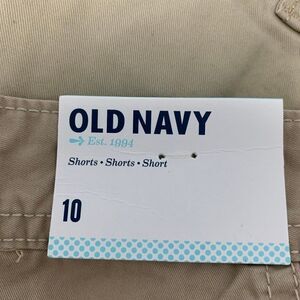 OLD NAVY
Est. 1994
Shorts • Shorts • Short
10